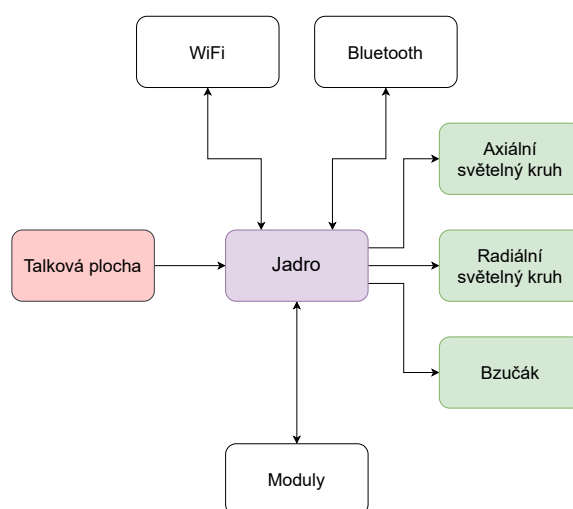 WiFi
Bluetooth
Axiální
světelný kruh
Talková plocha
Jadro
Radiální
světelný kruh
Bzučák
Moduly